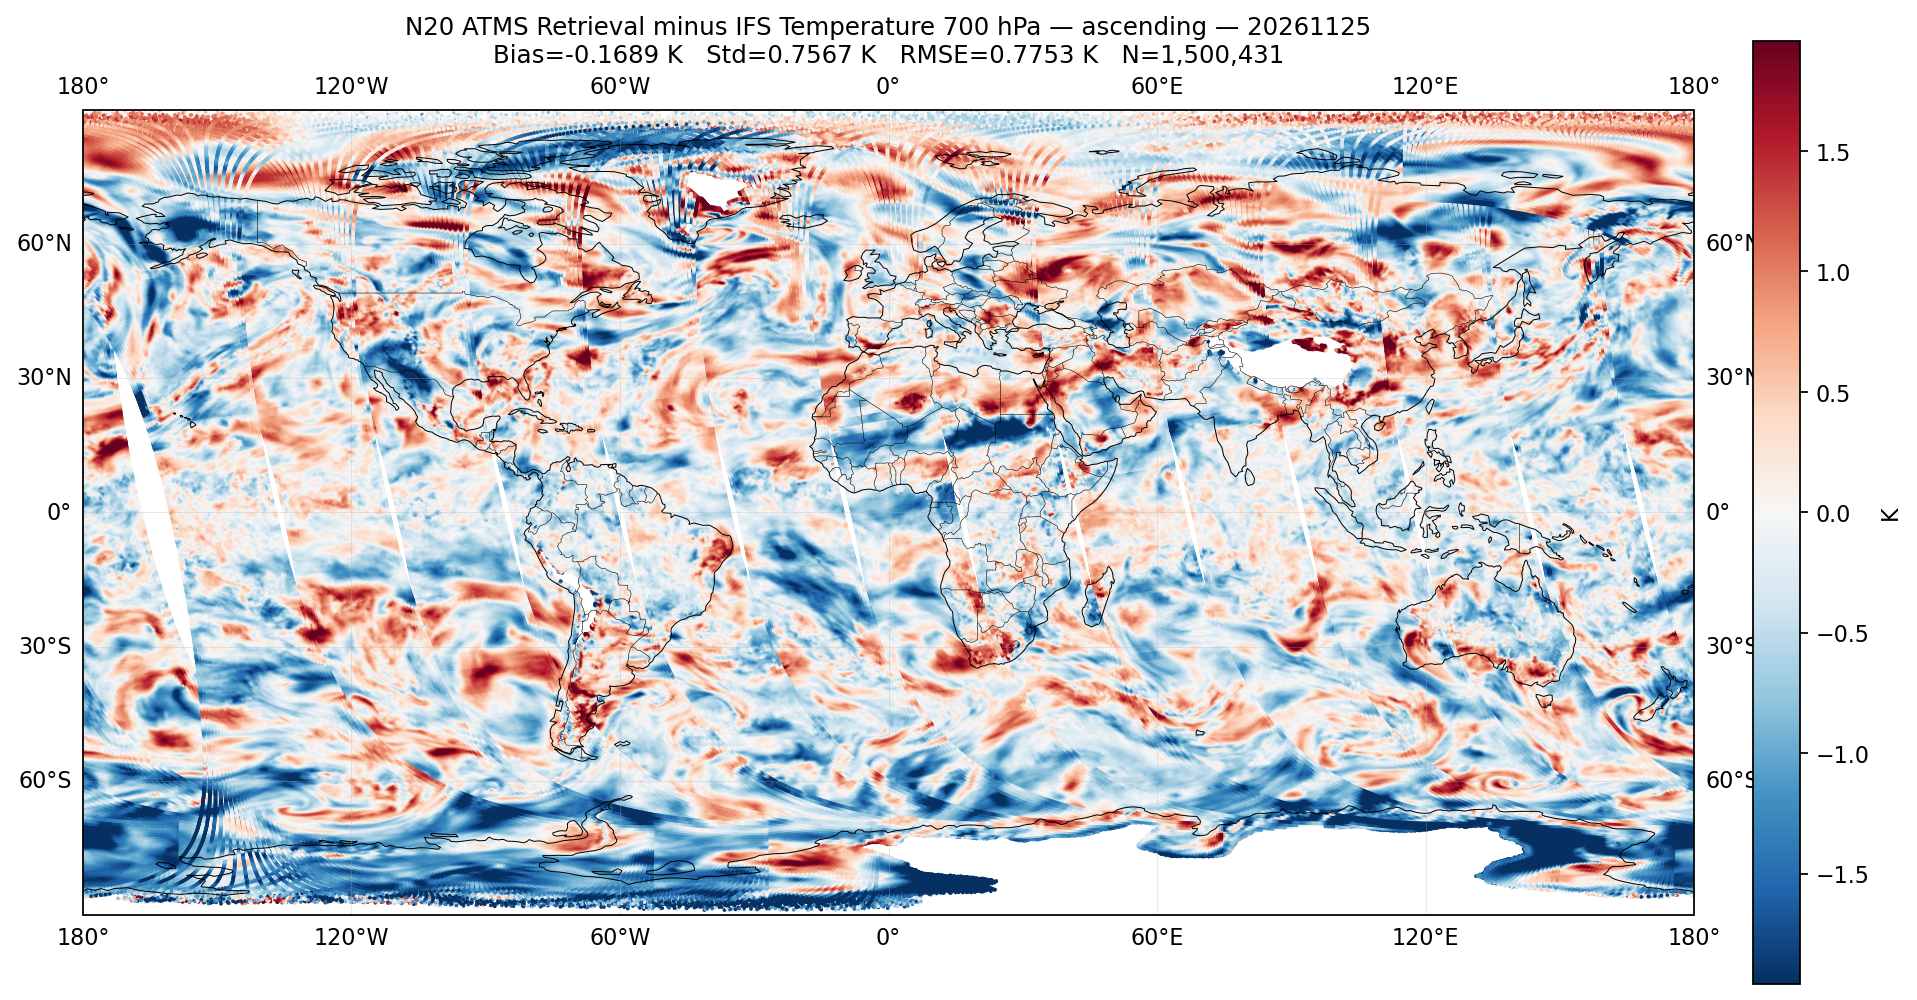 N20 ATMS Retrieval minus IFS Temperature 700 hPa — ascending — 20261125
Bias=-0.1689 K   Std=0.7567 K   RMSE=0.7753 K   N=1,500,431
180° 120°W 60°W 0° 60°E 120°E 180°
60°N 60°N
30°N 30°N
0° 0°
30°S 30°S
60°S 60°S
180° 120°W 60°W 0° 60°E 120°E 180°
1.5
1.0
0.5
0.0
−0.5
−1.0
−1.5
K